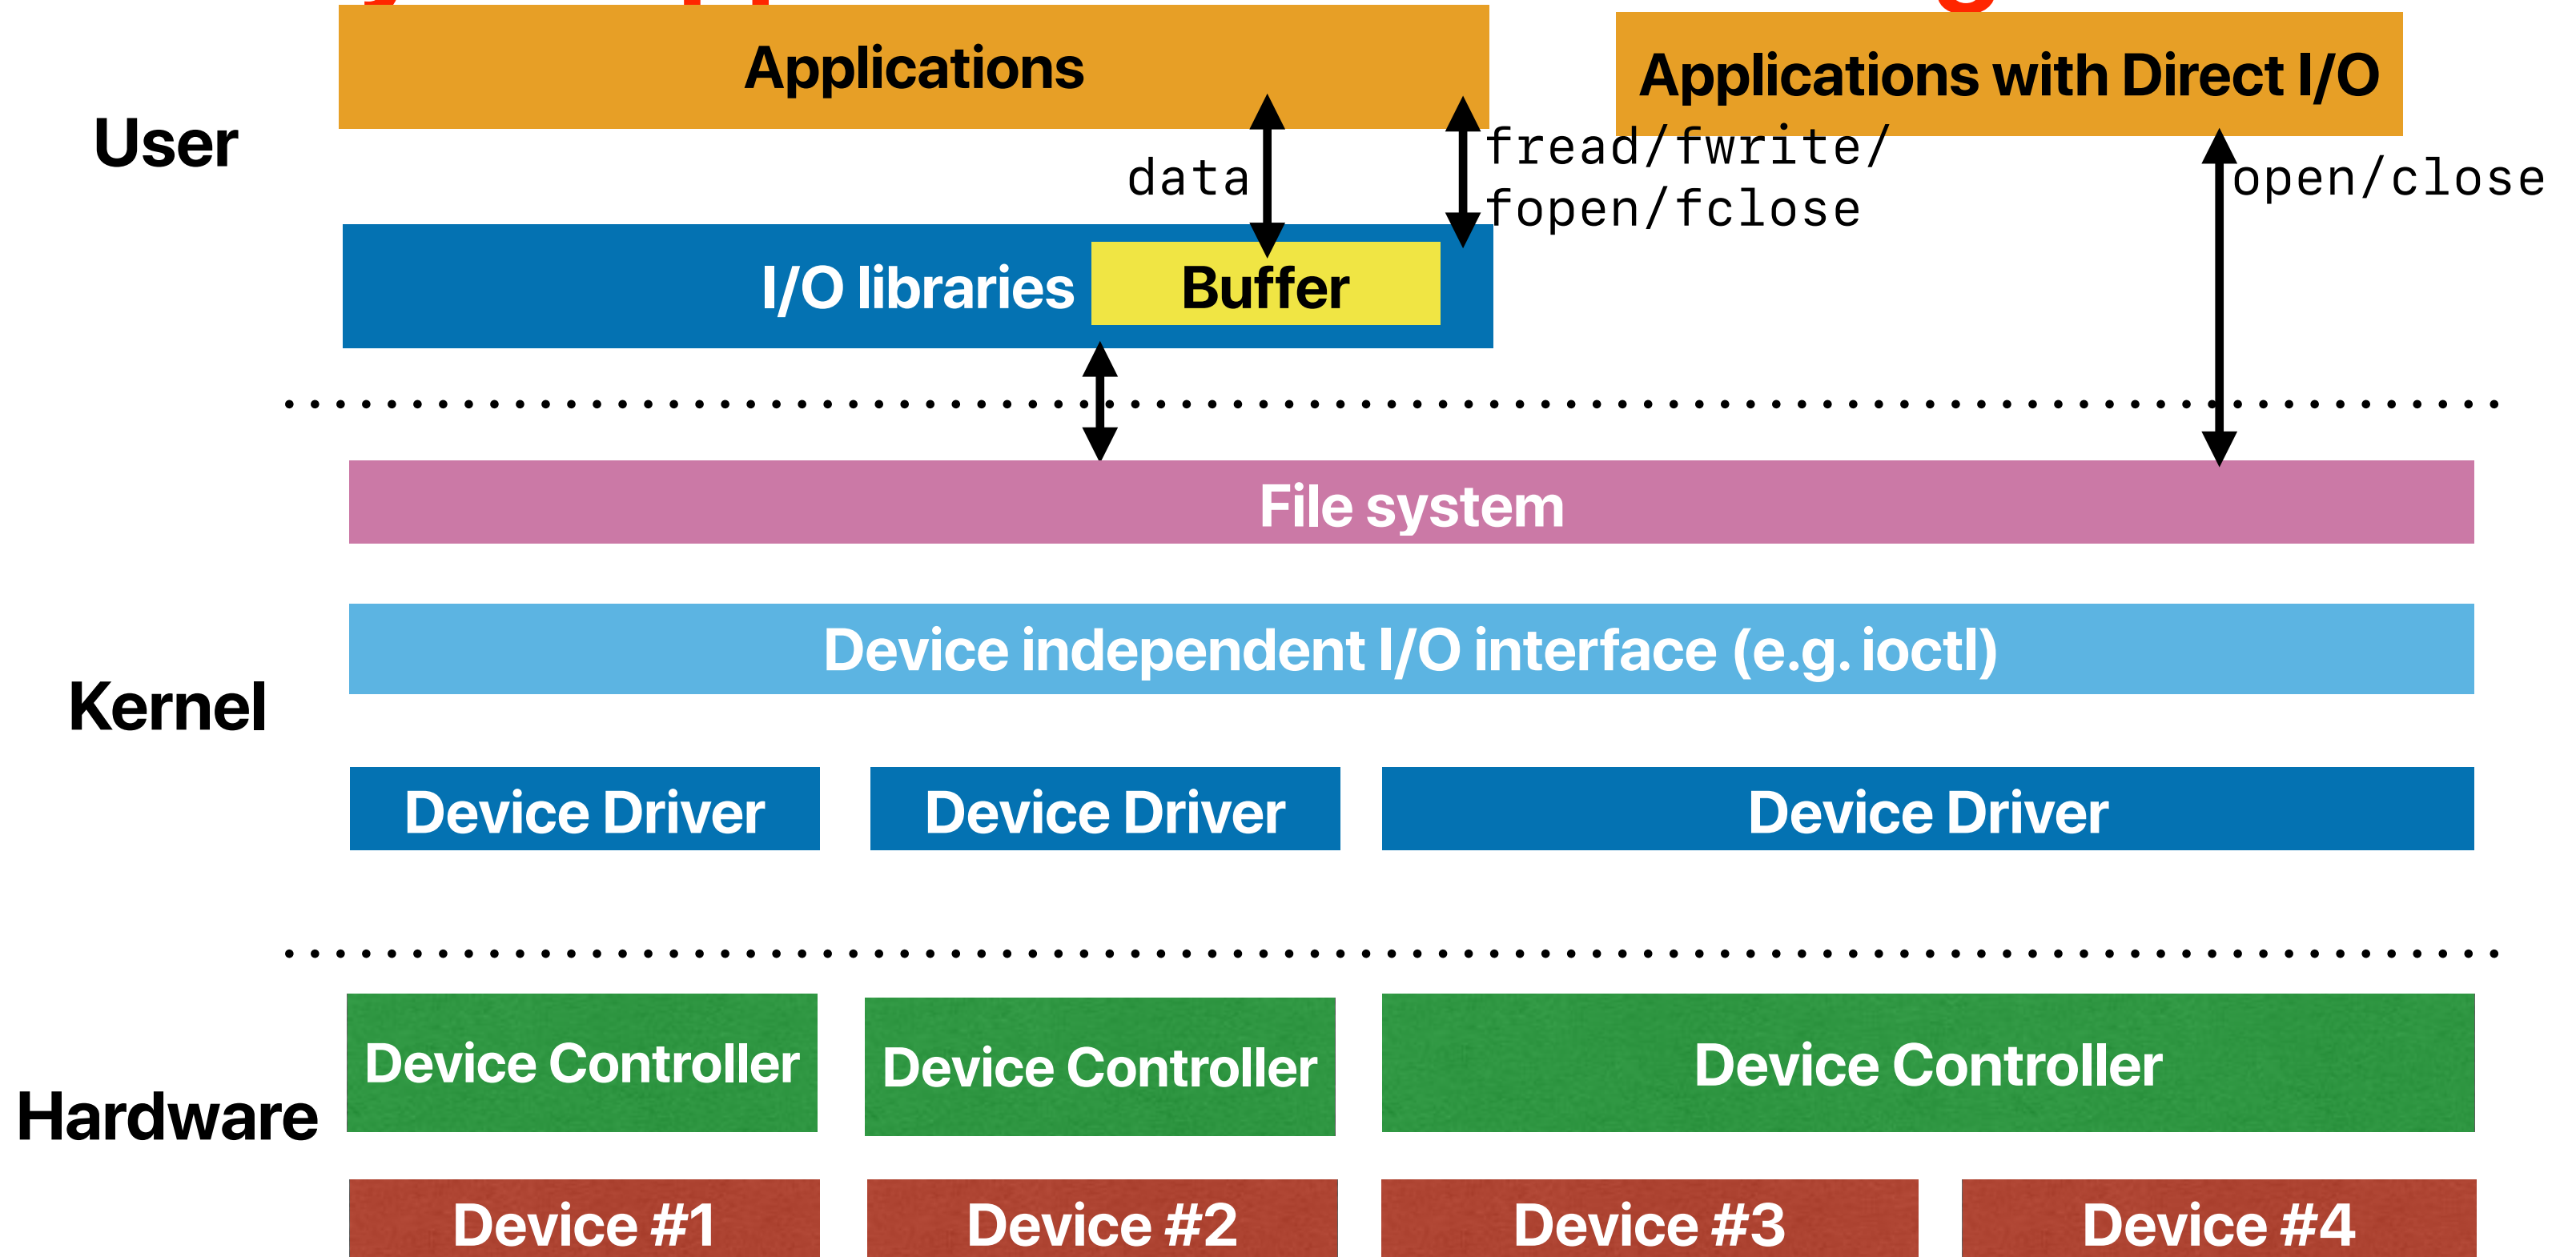 Applications
Applications with Direct I/O
User
data
fread/fwrite/
fopen/fclose
open/close
I/O libraries
Buffer
File system
Device independent I/O interface (e.g. ioctl)
Kernel
Device Driver
Device Driver
Device Driver
Device Controller
Device Controller
Device Controller
Hardware
Device #1
Device #2
Device #3
Device #4